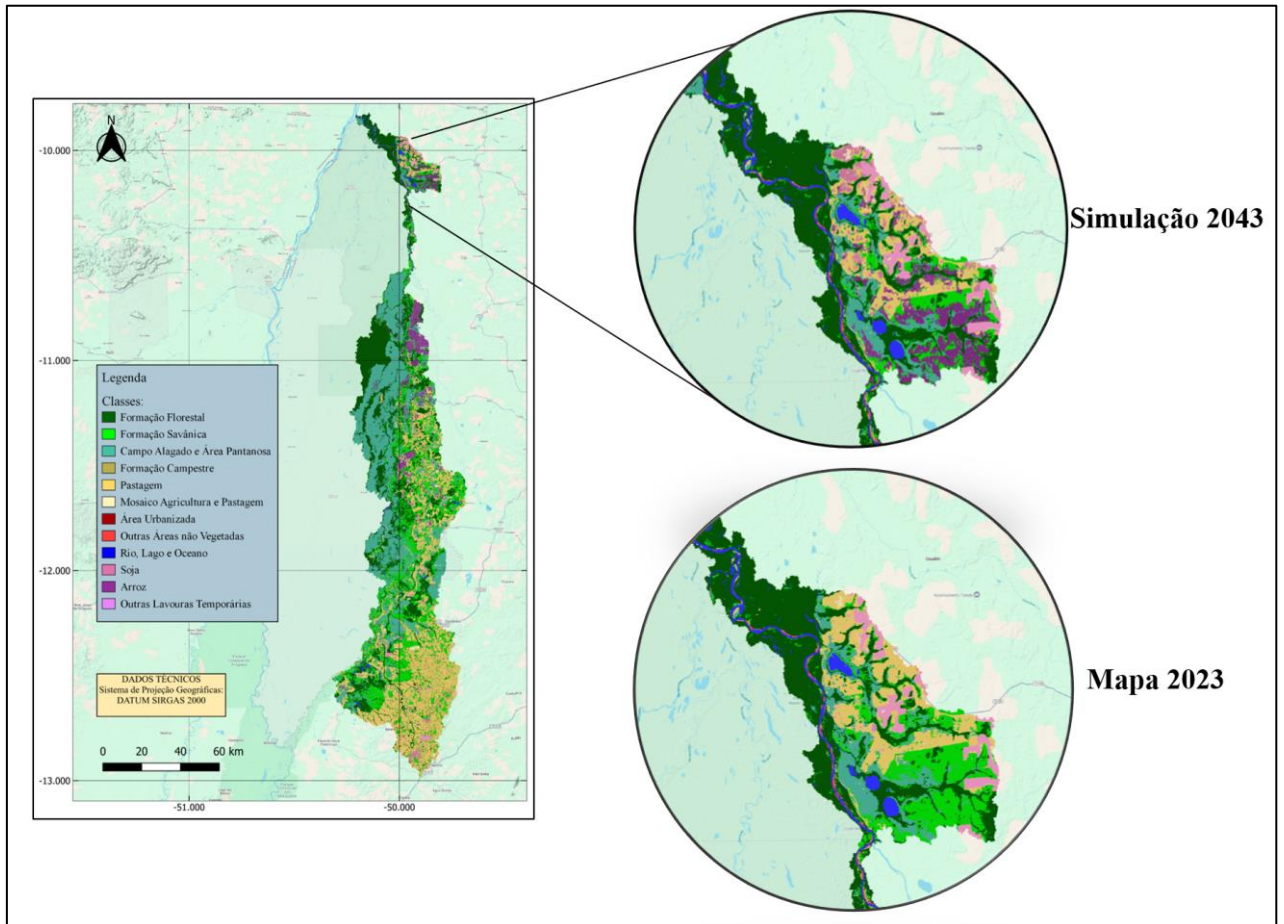 N
-10.000
-11.000
-12.000
-13.000
-51.000
-50.000
Legenda
Classes:
Formação Florestal
Formação Savânica
Campo Alagado e Área Pantanosa
Formação Campestre
Pastagem
Mosaico Agricultura e Pastagem
Área Urbanizada
Outras Áreas não Vegetadas
Rio, Lago e Oceano
Soja
Arroz
Outras Lavouras Temporárias
DADOS TÉCNICOS
Sistema de Projeção Geográficas:
DATUM SIRGAS 2000
0 20 40 60 km
Simulação 2043
Mapa 2023